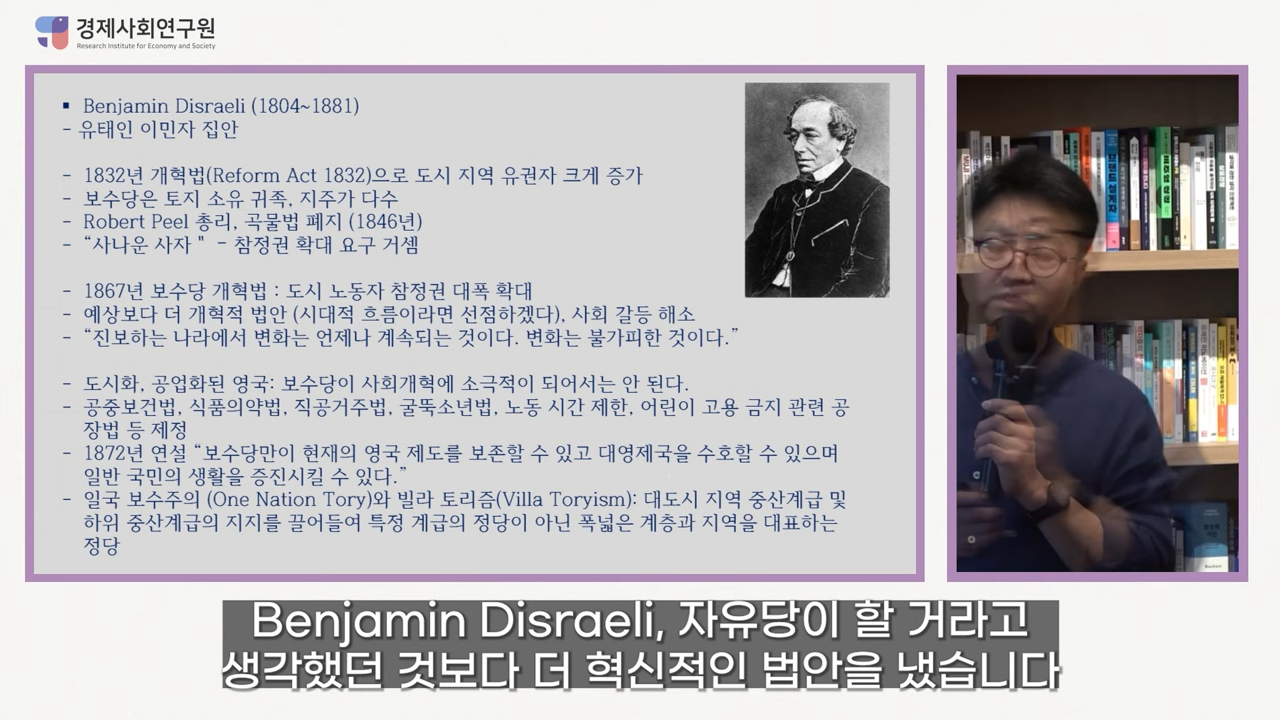 경제사회연구원
Research Institute for Economy and Society
▪ Benjamin Disraeli (1804~1881)
- 유태인 이민자 집안
- 1832년 개혁법(Reform Act 1832)으로 도시 지역 유권자 크게 증가
- 보수당은 토지 소유 귀족, 지주가 다수
- Robert Peel 총리, 곡물법 폐지 (1846년)
- “사나운 사자 " - 참정권 확대 요구 거셈
- 1867년 보수당 개혁법 : 도시 노동자 참정권 대폭 확대
- 예상보다 더 개혁적 법안 (시대적 흐름이라면 선점하겠다), 사회 갈등 해소
- “진보하는 나라에서 변화는 언제나 계속되는 것이다. 변화는 불가피한 것이다.”
- 도시화, 공업화된 영국: 보수당이 사회개혁에 소극적이 되어서는 안 된다.
- 공중보건법, 식품의약법, 직공거주법, 굴뚝소년법, 노동 시간 제한, 어린이 고용 금지 관련 공
장법 등 제정
- 1872년 연설 “보수당만이 현재의 영국 제도를 보존할 수 있고 대영제국을 수호할 수 있으며
일반 국민의 생활을 증진시킬 수 있다.”
- 일국 보수주의 (One Nation Tory)와 빌라 토리즘(Villa Toryism): 대도시 지역 중산계급 및
하위 중산계급의 지지를 끌어들여 특정 계급의 정당이 아닌 폭넓은 계층과 지역을 대표하는
정당
브랜드 설계자
Benjamin Disraeli, 자유당이 할 거라고
생각했던 것보다 더 혁신적인 법안을 냈습니다